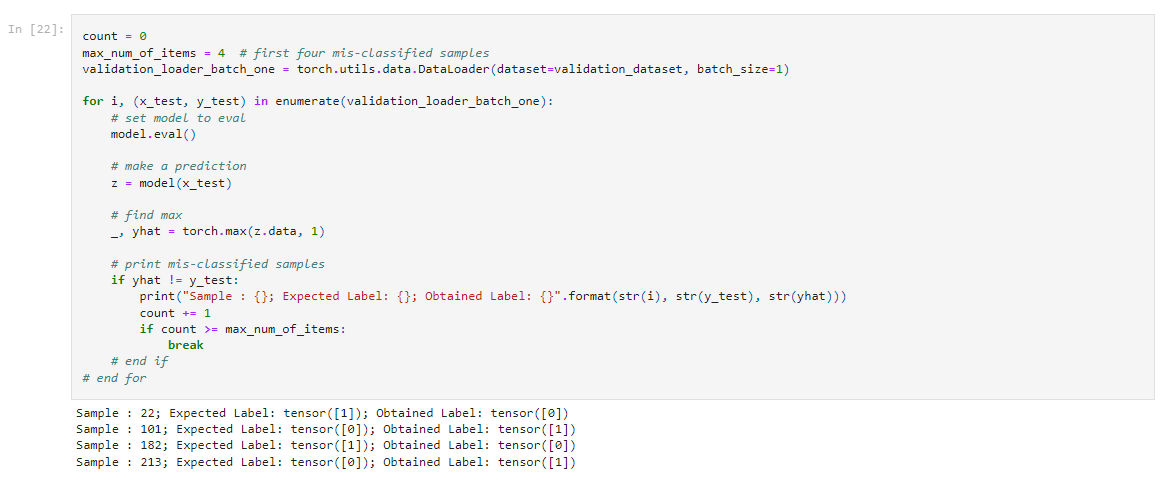 In [22]:
count = 0
max_num_of_items = 4  # first four mis-classified samples
validation_loader_batch_one = torch.utils.data.DataLoader(dataset=validation_dataset, batch_size=1)

for i, (x_test, y_test) in enumerate(validation_loader_batch_one):
    # set model to eval
    model.eval()

    # make a prediction
    z = model(x_test)

    # find max
    _, yhat = torch.max(z.data, 1)

    # print mis-classified samples
    if yhat != y_test:
        print("Sample : {}; Expected Label: {}; Obtained Label: {}".format(str(i), str(y_test), str(yhat)))
        count += 1
        if count >= max_num_of_items:
            break
    # end if
# end for
Sample : 22; Expected Label: tensor([1]); Obtained Label: tensor([0])
Sample : 101; Expected Label: tensor([0]); Obtained Label: tensor([1])
Sample : 182; Expected Label: tensor([1]); Obtained Label: tensor([0])
Sample : 213; Expected Label: tensor([0]); Obtained Label: tensor([1])